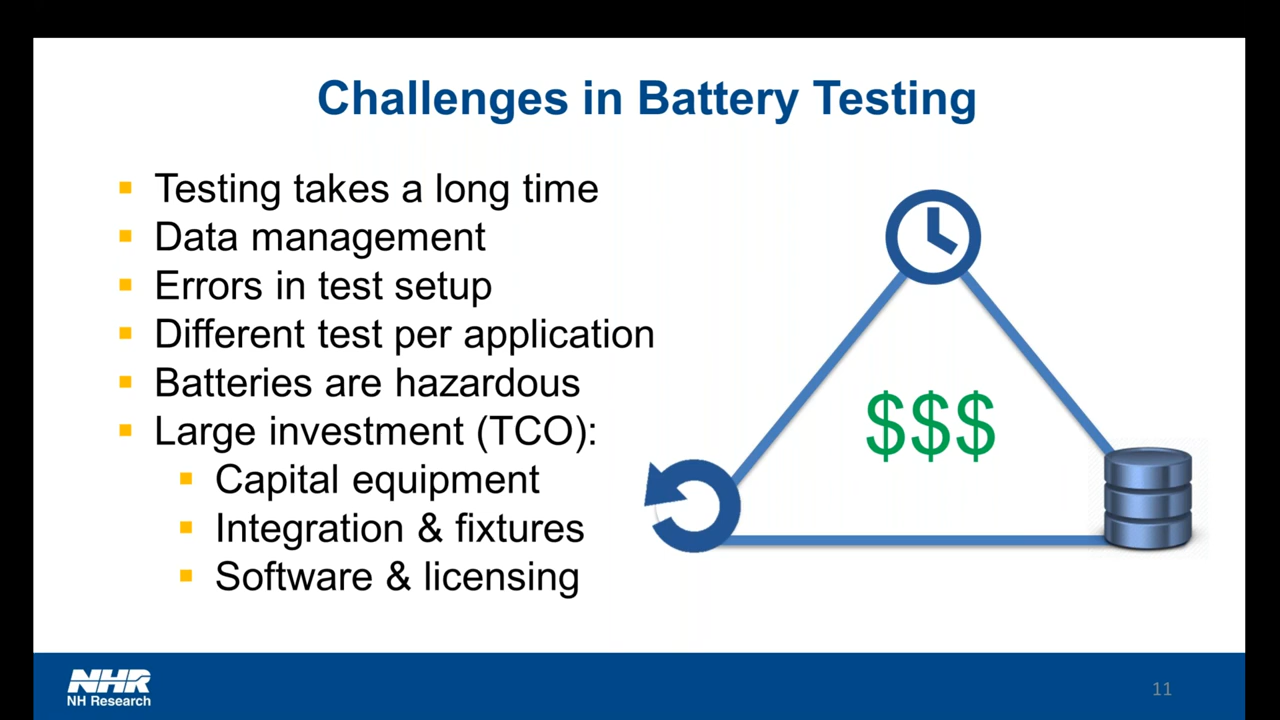 Challenges in Battery Testing
Testing takes a long time
Data management
Errors in test setup
Different test per application
Batteries are hazardous
Large investment (TCO):
Capital equipment
Integration & fixtures
Software & licensing
$$$
NHR
NH Research
11